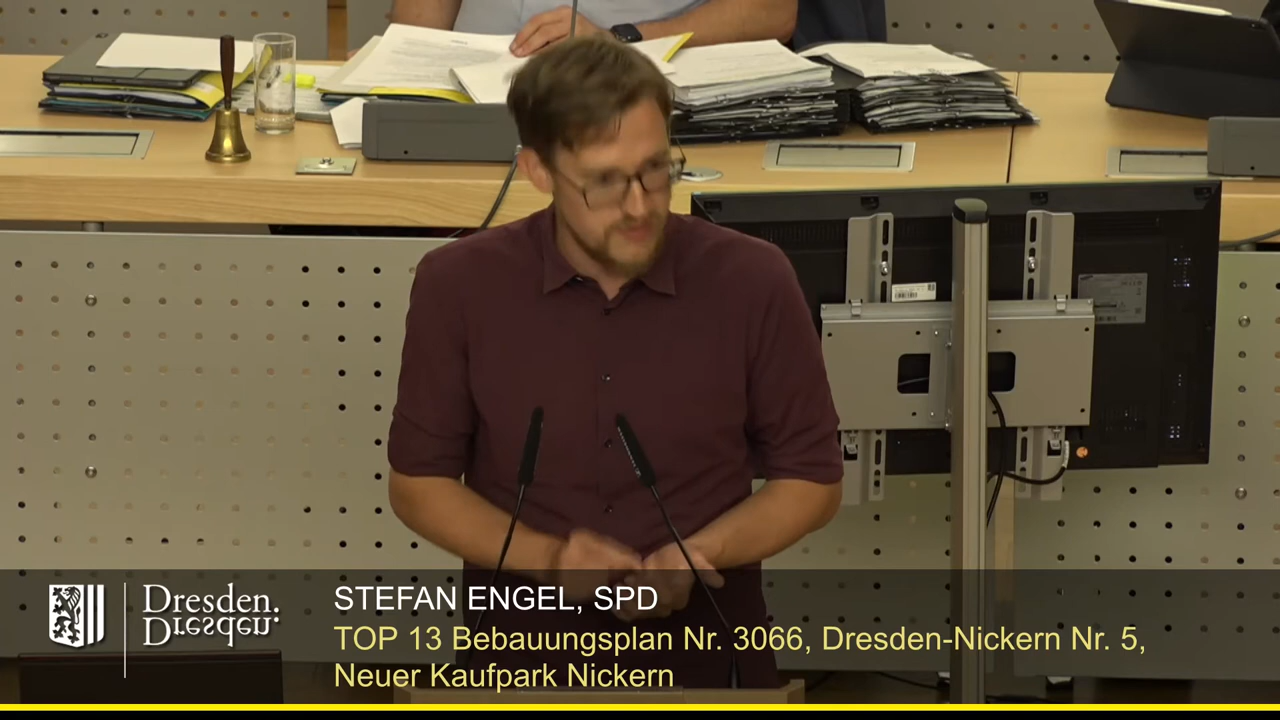 Dresden.
Dresden.
STEFAN ENGEL, SPD
TOP 13 Bebauungsplan Nr. 3066, Dresden-Nickern Nr. 5,
Neuer Kaufpark Nickern